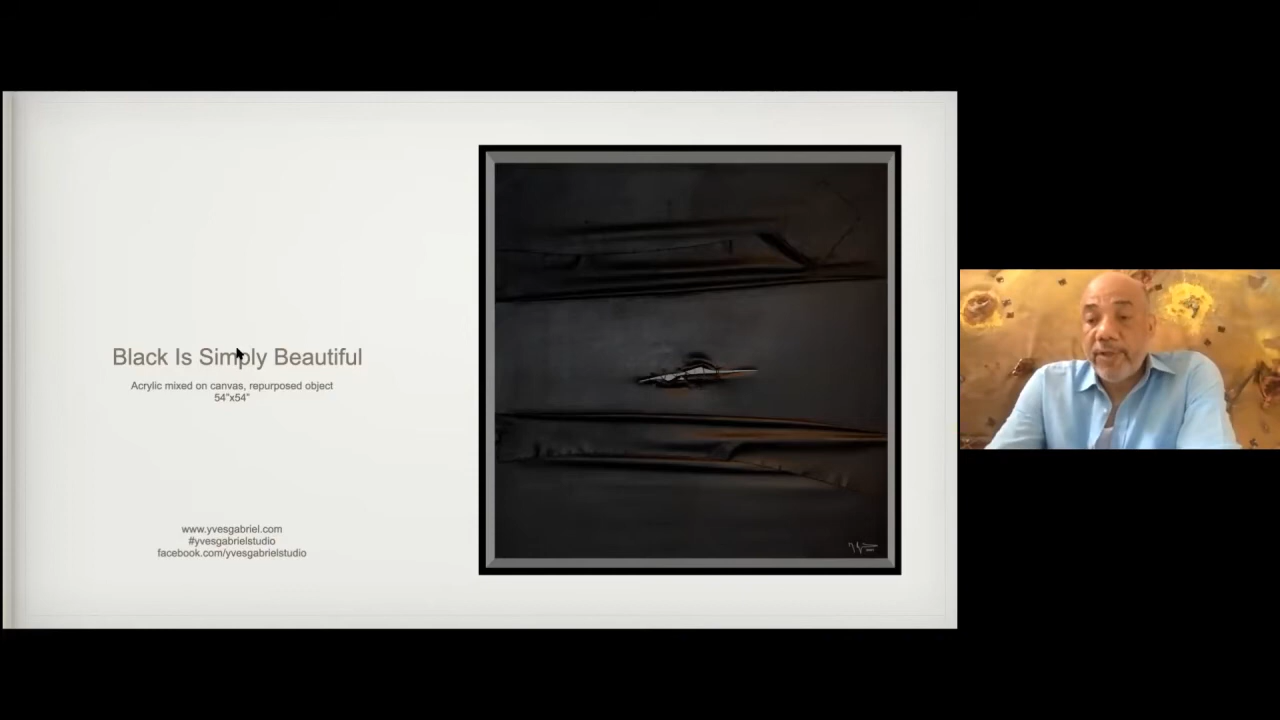 Black Is Simply Beautiful
Acrylic mixed on canvas, repurposed object
54"x54"
www.yvesgabriel.com
#yvesgabrielstudio
facebook.com/yvesgabrielstudio